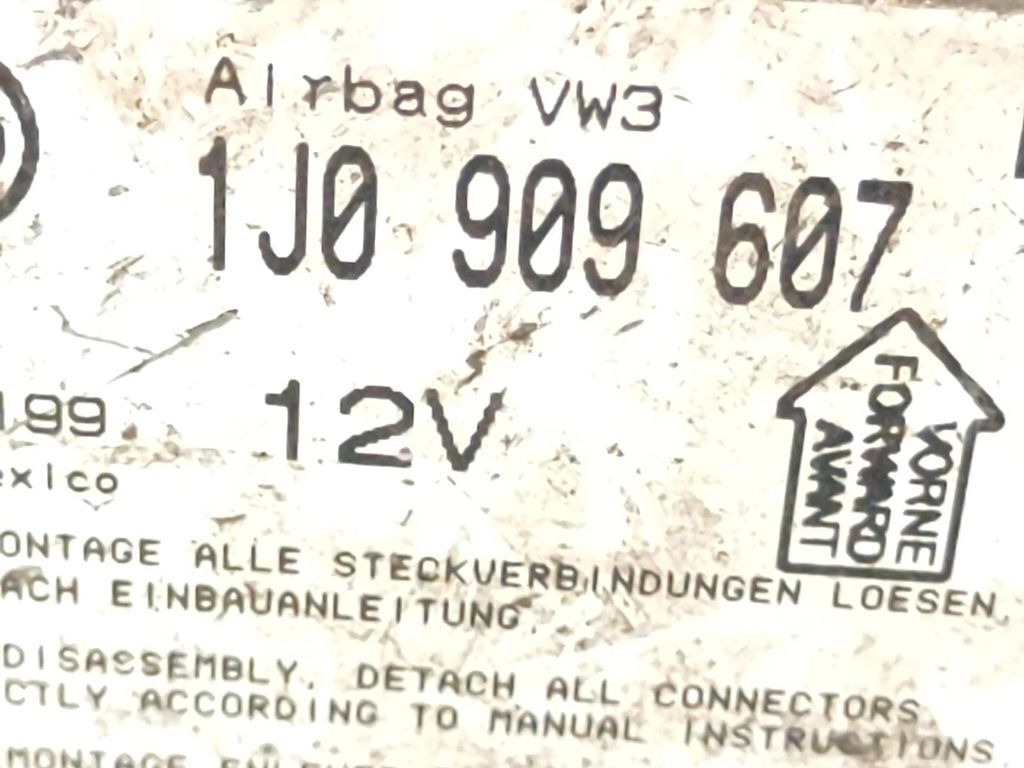 Airbag VW3
1J0 909 607
VORNE
FORWARD
AVANT
199 12V
exico
ONTAGE ALLE STECKVERBINDUNGEN LOESEN,
ACH EINBAUANLEITUNG.
DISASSEMBLY, DETACH ALL CONNECTORS
CTLY ACCORDING TO MANUAL INSTRUCTIONS
MONTAGE